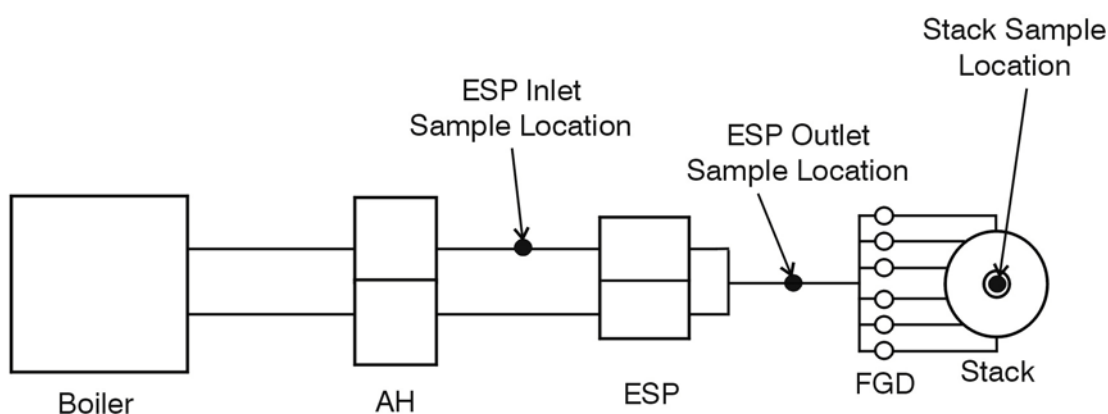 Stack Sample
Location
ESP Inlet
Sample Location
ESP Outlet
Sample Location
Boiler
AH
ESP
FGD
Stack